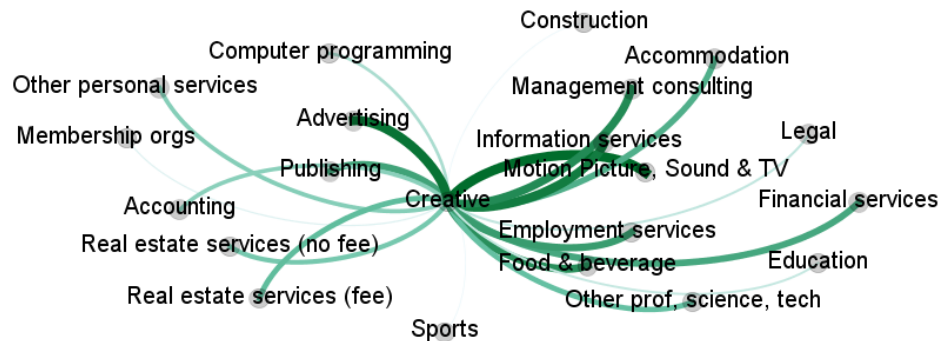 Construction
Computer programming
Accommodation
Other personal services
Management consulting
Advertising
Membership orgs
Information services
Legal
Publishing
Motion Picture, Sound & TV
Creative
Financial services
Accounting
Employment services
Real estate services (no fee)
Food & beverage
Education
Real estate services (fee)
Other prof, science, tech
Sports